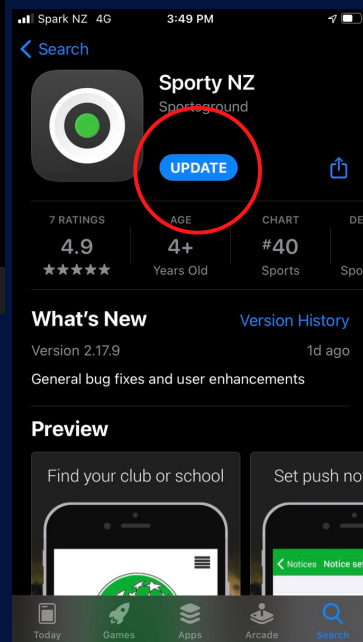 Spark NZ 4G 3:49 PM
Search
Sporty NZ
Sportsground
UPDATE
7 RATINGS AGE CHART
4.9 4+ #40
★★★★★ Years Old Sports
What's New Version History
Version 2.17.9 1d ago
General bug fixes and user enhancements
Preview
Find your club or school Set push
Notices
Today Games Apps Arcade Search